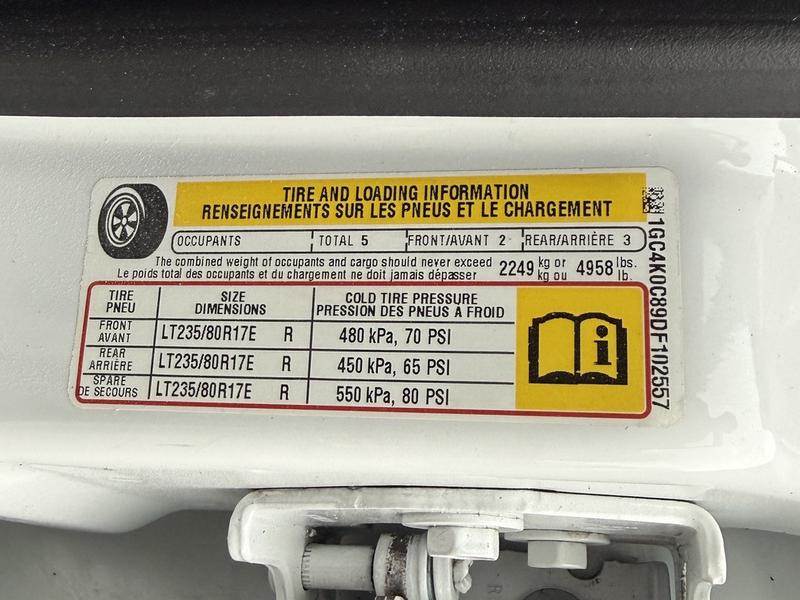 TIRE AND LOADING INFORMATION
RENSEIGNEMENTS SUR LES PNEUS ET LE CHARGEMENT
OCCUPANTS TOTAL 5 FRONT/AVANT 2 REAR/ARRIÈRE 3
The combined weight of occupants and cargo should never exceed 2249 kg or 4958 lbs.
Le poids total des occupants et du chargement ne doit jamais dépasser kg ou lb.
TIRE SIZE COLD TIRE PRESSURE
PNEU DIMENSIONS PRESSION DES PNEUS A FROID
FRONT
AVANT LT235/80R17E R 480 kPa, 70 PSI
REAR
ARRIÈRE LT235/80R17E R 450 kPa, 65 PSI
SPARE
DE SECOURS LT235/80R17E R 550 kPa, 80 PSI
i
1GC4K0C89DF1D2557